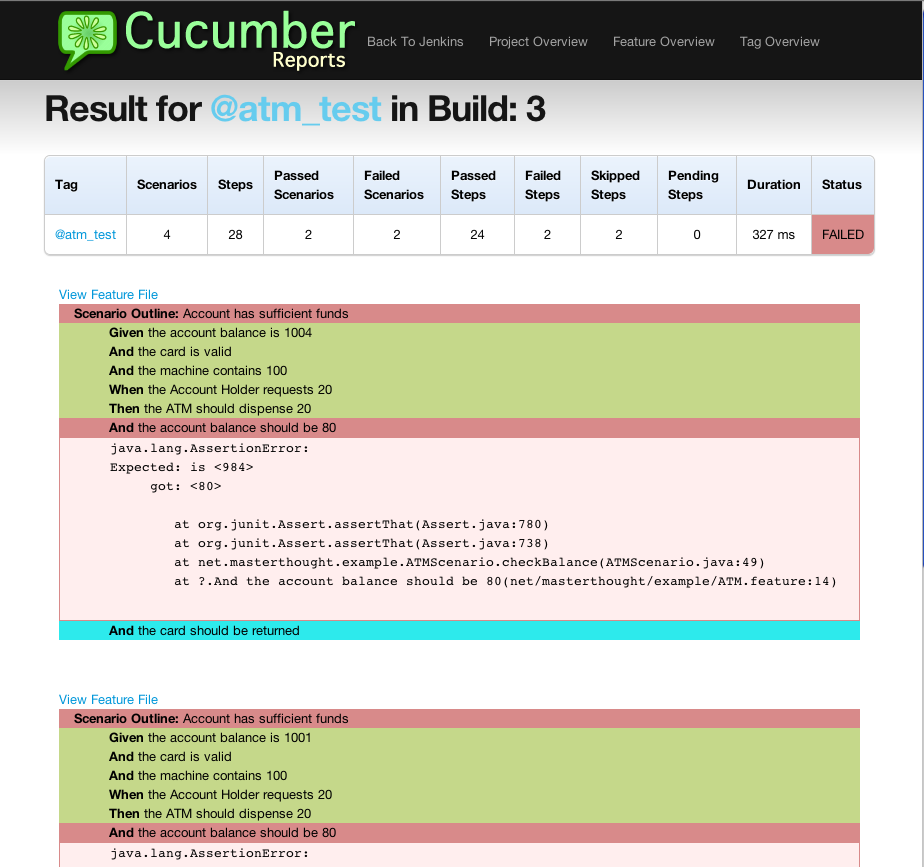 Cucumber
Reports
Back To Jenkins Project Overview Feature Overview Tag Overview
Result for @atm_test in Build: 3
Tag Scenarios Steps Passed Scenarios Failed Scenarios Passed Steps Failed Steps Skipped Steps Pending Steps Duration Status
@atm_test 4 28 2 2 24 2 2 0 327 ms FAILED
View Feature File
Scenario Outline: Account has sufficient funds
Given the account balance is 1004
And the card is valid
And the machine contains 100
When the Account Holder requests 20
Then the ATM should dispense 20
And the account balance should be 80
java.lang.AssertionError:
Expected: is <984>
got: <80>
at org.junit.Assert.assertThat(Assert.java:780)
at org.junit.Assert.assertThat(Assert.java:738)
at net.masterthought.example.ATMScenario.checkBalance(ATMScenario.java:49)
at ?.And the account balance should be 80(net/masterthought/example/ATM.feature:14)
And the card should be returned
View Feature File
Scenario Outline: Account has sufficient funds
Given the account balance is 1001
And the card is valid
And the machine contains 100
When the Account Holder requests 20
Then the ATM should dispense 20
And the account balance should be 80
java.lang.AssertionError: